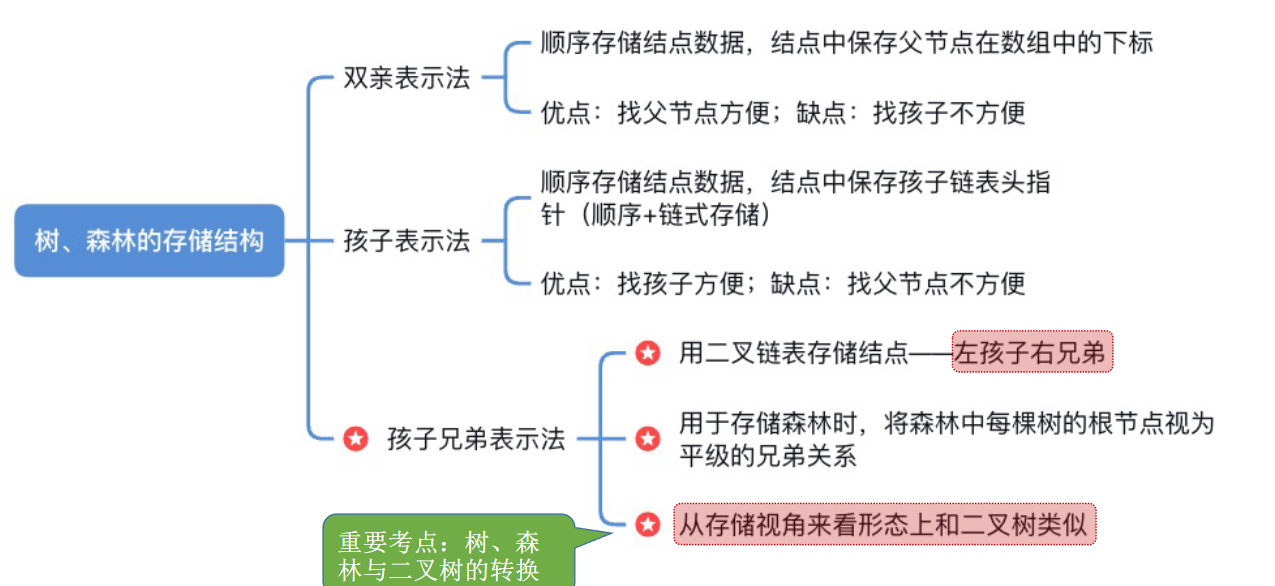 树、森林的存储结构
双亲表示法
顺序存储结点数据，结点中保存父节点在数组中的下标
优点：找父节点方便；缺点：找孩子不方便
孩子表示法
顺序存储结点数据，结点中保存孩子链表头指
针（顺序+链式存储）
优点：找孩子方便；缺点：找父节点不方便
孩子兄弟表示法
用二叉链表存储结点——左孩子右兄弟
用于存储森林时，将森林中每棵树的根节点视为
平级的兄弟关系
从存储视角来看形态上和二叉树类似
重要考点：树、森
林与二叉树的转换